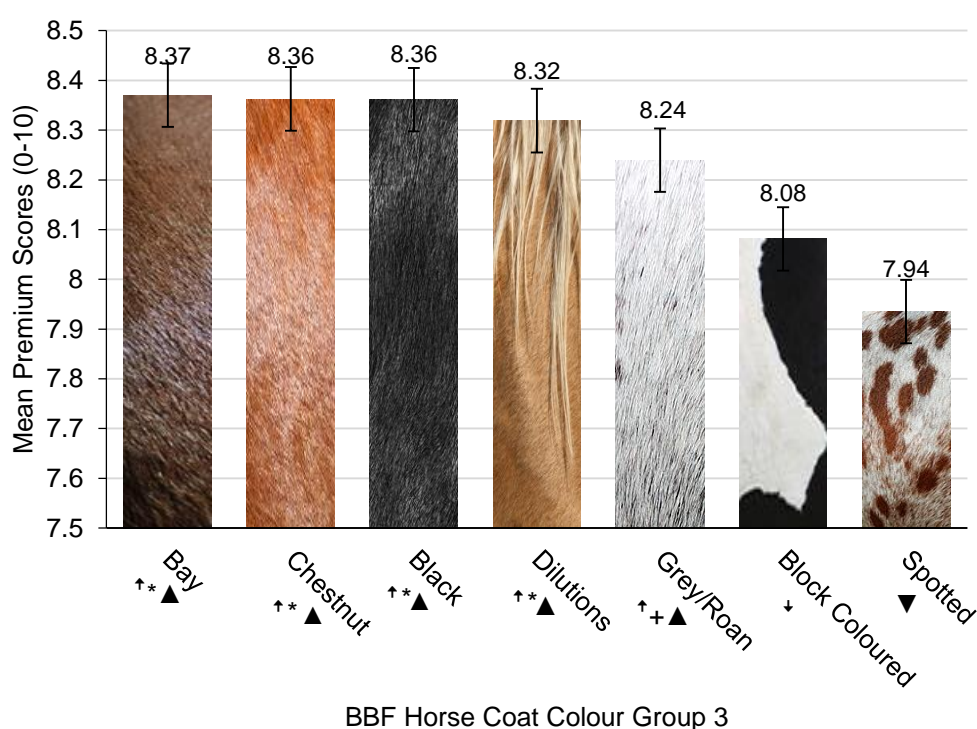 Mean Premium Scores (0-10)
8.5
8.4
8.3
8.2
8.1
8
7.9
7.8
7.7
7.6
7.5
8.37
8.36
8.36
8.32
8.24
8.08
7.94
Bay
↑*▲
Chestnut
↑*▲
Black
↑*▲
Dilutions
↑*▲
Grey/Roan
↑+▲
Block Coloured
↓
Spotted
▼
BBF Horse Coat Colour Group 3